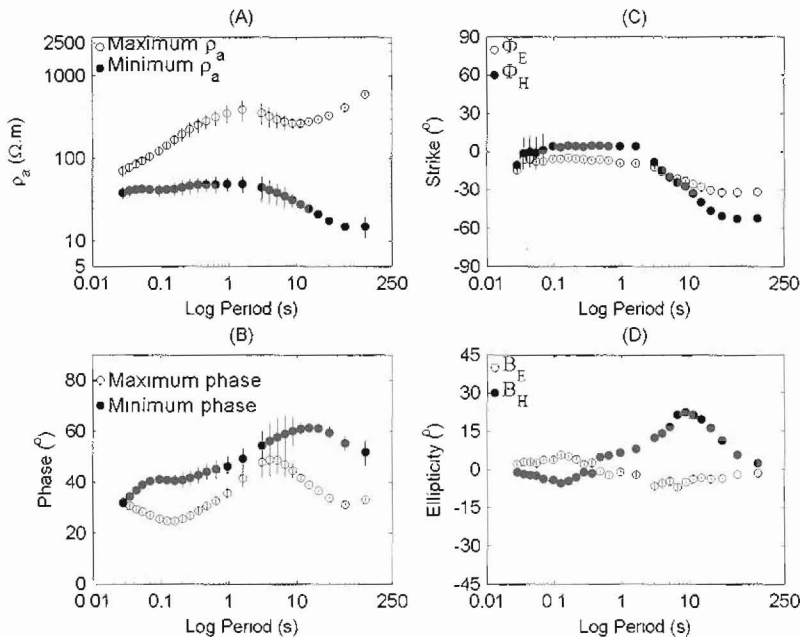 (A)
2500
1000
100
10
5
ρa (Ω.m)
Maximum ρa
Minimum ρa
0.01 0.1 1 10 250
Log Period (s)
(C)
90
60
30
0
-30
-60
-90
Strike (º)
ΦE
ΦH
0.01 0.1 1 10 250
Log Period (s)
(B)
80
60
40
20
0
Phase (º)
Maximum phase
Minimum phase
0.01 0.1 1 10 250
Log Period (s)
(D)
45
30
15
0
-15
-30
-45
Ellipticity (º)
BE
BH
0.01 0.1 1 10 250
Log Period (s)